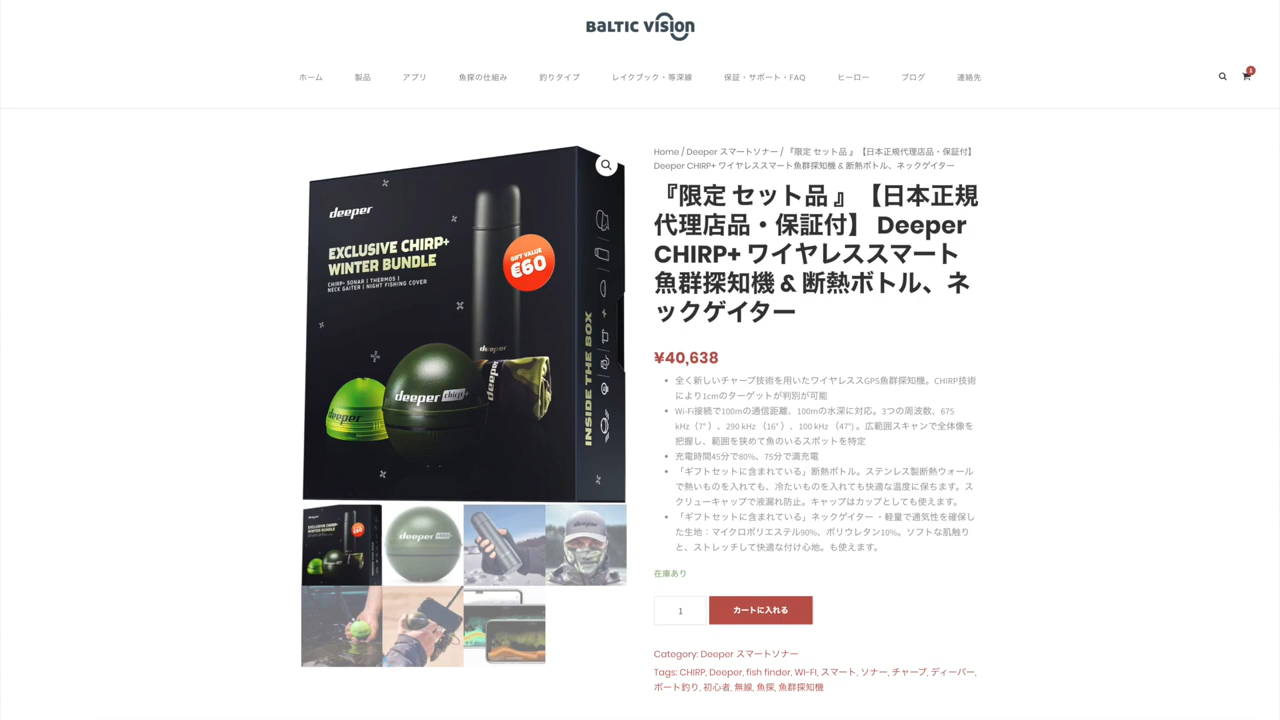 BALTIC VISION
ホーム 製品 アプリ 魚探の仕組み 釣りタイプ レイクブック・等深線 保証・サポート・FAQ ヒーロー ブログ 連絡先
1
deeper
EXCLUSIVE CHIRP+
WINTER BUNDLE
CHIRP+ SONAR | THERMOS |
NECK GAITER | NIGHT FISHING COVER
GIFT VALUE
€60
INSIDE THE BOX
deeper
deeper
deeper
deeper chirp+
Home / Deeper スマートソナー / 『限定 セット品 』【日本正規代理店品・保証付】
Deeper CHIRP+ ワイヤレススマート魚群探知機 & 断熱ボトル、ネックゲイター
『限定 セット品 』【日本正規
代理店品・保証付】 Deeper
CHIRP+ ワイヤレススマート
魚群探知機 & 断熱ボトル、ネ
ックゲイター
¥40,638
全く新しいチャープ技術を用いたワイヤレスGPS魚群探知機。CHIRP技術
により1cmのターゲットが判別が可能
Wi-Fi接続で100mの通信距離、100mの水深に対応。3つの周波数、675
kHz（7°）、290 kHz （16°）、100 kHz （47°) 。広範囲スキャンで全体像を
把握し、範囲を狭めて魚のいるスポットを特定
充電時間45分で80%、75分で満充電
「ギフトセットに含まれている」断熱ボトル。ステンレス製断熱ウォール
で熱いものを入れても、冷たいものを入れても快適な温度に保ちます。ス
クリューキャップで液漏れ防止。キャップはカップとしても使えます。
「ギフトセットに含まれている」ネックゲイター ・軽量で通気性を確保し
た生地：マイクロポリエステル90%、ポリウレタン10%。ソフトな肌触り
と、ストレッチして快適な付け心地。も使えます。
在庫あり
1 カートに入れる
Category: Deeper スマートソナー
Tags: CHIRP, Deeper, fish finder, WI-FI, スマート, ソナー, チャープ, ディーパー,
ボート釣り, 初心者, 無線, 魚探, 魚群探知機